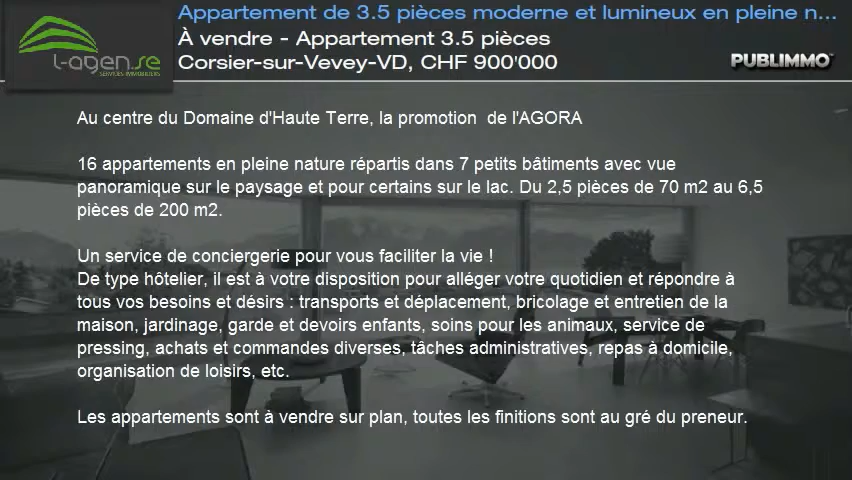 Appartement de 3.5 pièces moderne et lumineux en pleine n...
À vendre - Appartement 3.5 pièces
Corsier-sur-Vevey-VD, CHF 900'000
l-agen.se
SERVICES IMMOBILIERS
PUBLIMMO
Au centre du Domaine d'Haute Terre, la promotion  de l'AGORA
16 appartements en pleine nature répartis dans 7 petits bâtiments avec vue
panoramique sur le paysage et pour certains sur le lac. Du 2,5 pièces de 70 m2 au 6,5
pièces de 200 m2.
Un service de conciergerie pour vous faciliter la vie !
De type hôtelier, il est à votre disposition pour alléger votre quotidien et répondre à
tous vos besoins et désirs : transports et déplacement, bricolage et entretien de la
maison, jardinage, garde et devoirs enfants, soins pour les animaux, service de
pressing, achats et commandes diverses, tâches administratives, repas à domicile,
organisation de loisirs, etc.
Les appartements sont à vendre sur plan, toutes les finitions sont au gré du preneur.